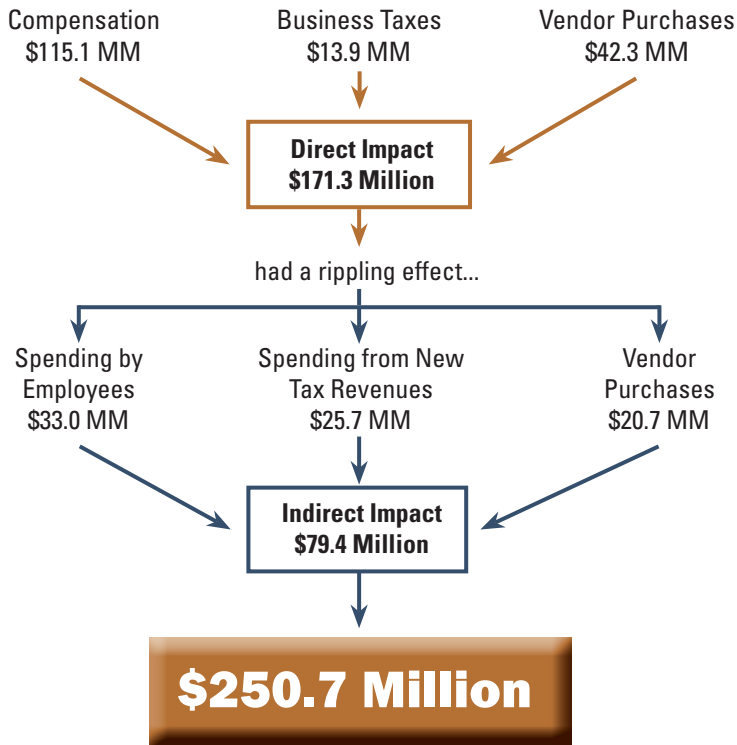 Compensation
$115.1 MM
Business Taxes
$13.9 MM
Vendor Purchases
$42.3 MM
Direct Impact
$171.3 Million
had a rippling effect...
Spending by
Employees
$33.0 MM
Spending from New
Tax Revenues
$25.7 MM
Vendor
Purchases
$20.7 MM
Indirect Impact
$79.4 Million
$250.7 Million